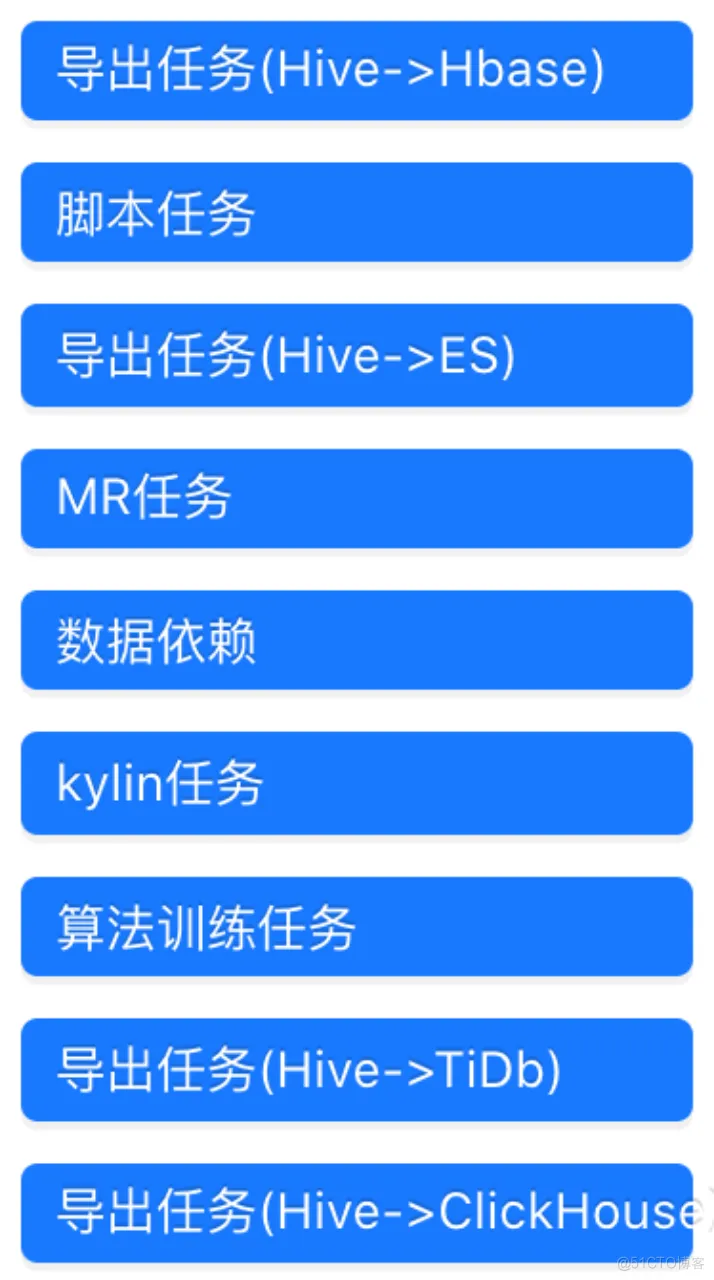 导出任务(Hive->Hbase)
脚本任务
导出任务(Hive->ES)
MR任务
数据依赖
kylin任务
算法训练任务
导出任务(Hive->TiDb)
导出任务(Hive->ClickHouse)
@51CTO博客